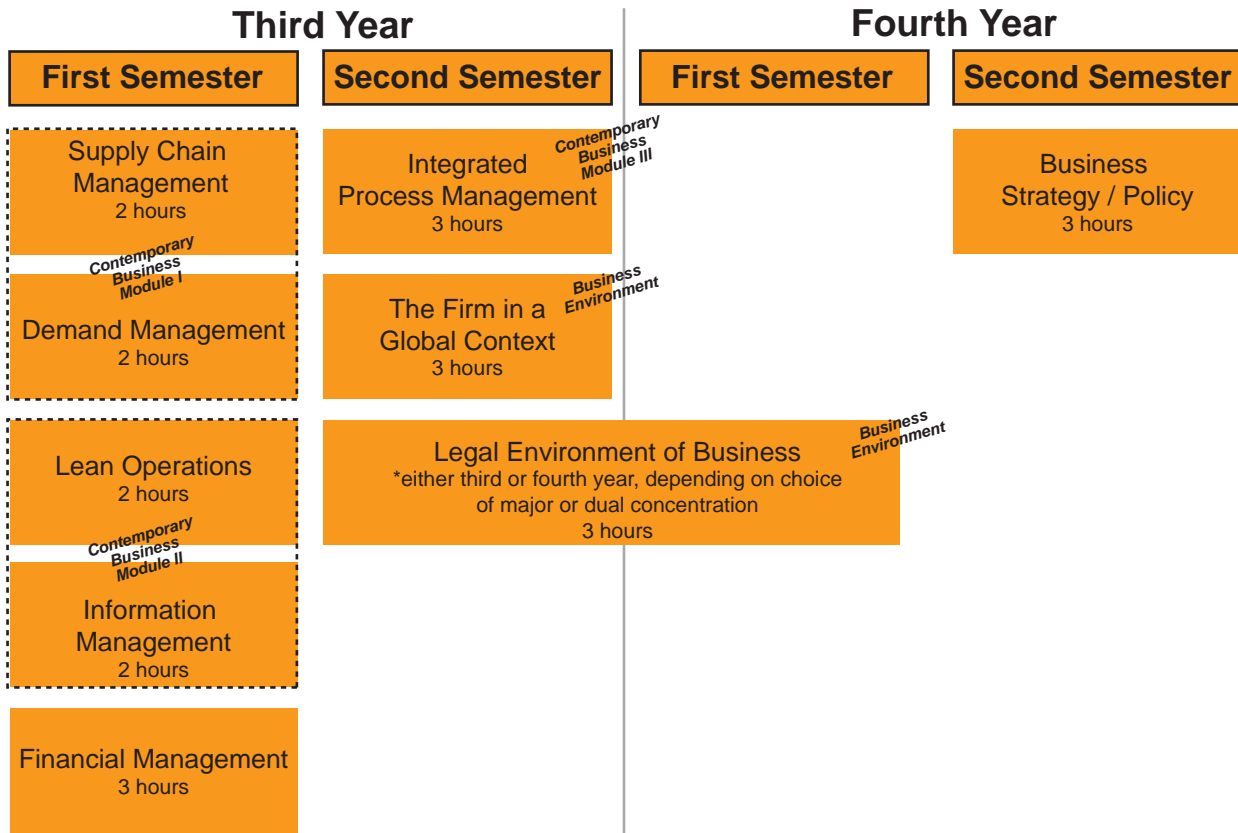 Third Year
Fourth Year
First Semester
Second Semester
First Semester
Second Semester
Supply Chain
Management
2 hours
Contemporary
Business
Module I
Demand Management
2 hours
Lean Operations
2 hours
Contemporary
Business
Module II
Information
Management
2 hours
Financial Management
3 hours
Integrated
Process Management
3 hours
Contemporary
Business
Module III
The Firm in a
Global Context
3 hours
Business
Environment
Legal Environment of Business
*either third or fourth year, depending on choice
of major or dual concentration
3 hours
Business
Environment
Business
Strategy / Policy
3 hours